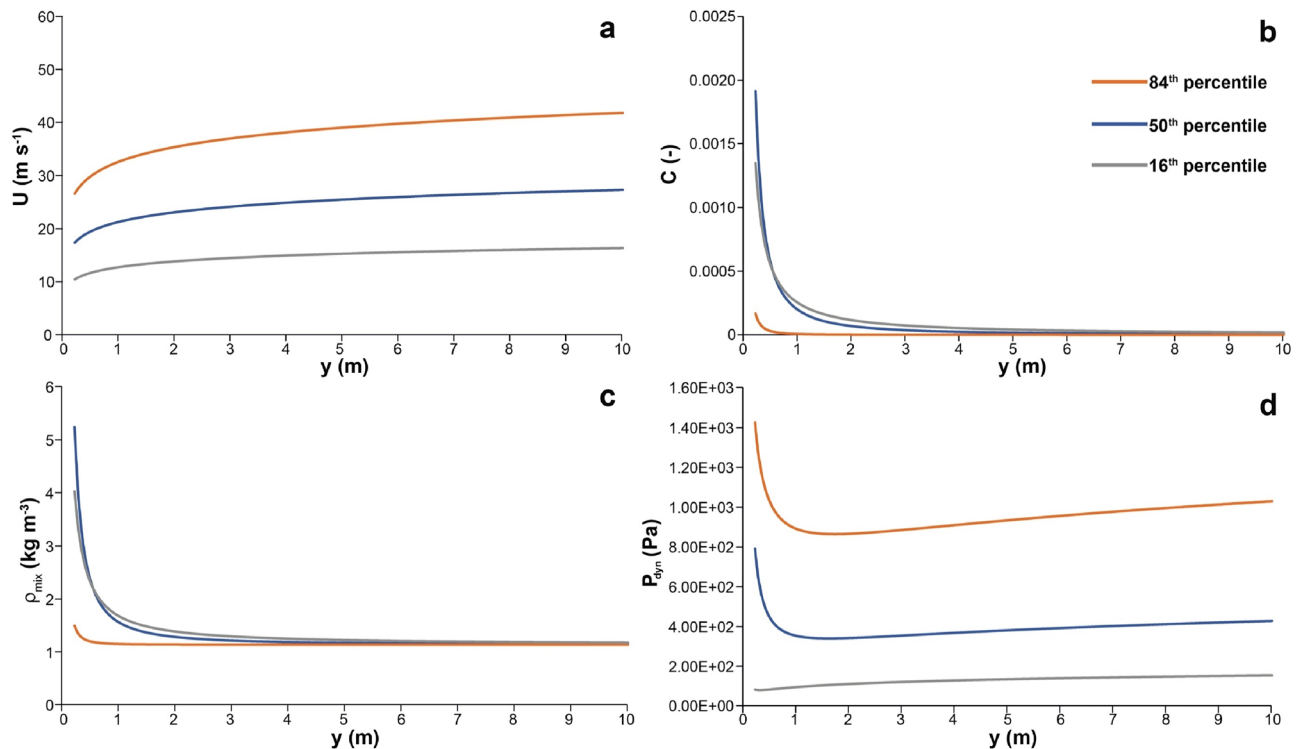 a
60
50
40
30
20
10
0
U (m s⁻¹)
0 1 2 3 4 5 6 7 8 9 10
y (m)
b
0.0025
0.0020
0.0015
0.0010
0.0005
0
C (-)
84th percentile
50th percentile
16th percentile
0 1 2 3 4 5 6 7 8 9 10
y (m)
c
6
5
4
3
2
1
0
ρmix (kg m⁻³)
0 1 2 3 4 5 6 7 8 9 10
y (m)
d
1.60E+03
1.40E+03
1.20E+03
1.00E+03
8.00E+02
6.00E+02
4.00E+02
2.00E+02
0.00E+00
Pdyn (Pa)
0 1 2 3 4 5 6 7 8 9 10
y (m)